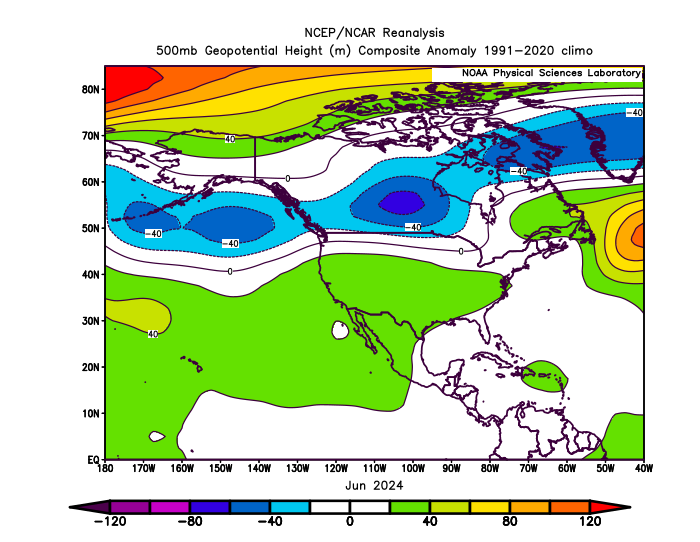 NCEP/NCAR Reanalysis
500mb Geopotential Height (m) Composite Anomaly 1991-2020 climo
NOAA Physical Sciences Laboratory
80N
-40
70N
40
60N
0
-40
50N
-40
-40
-40
0
40N
0
30N
40
20N
10N
EQ
180 170W 160W 150W 140W 130W 120W 110W 100W 90W 80W 70W 60W 50W 40W
Jun 2024
-120 -80 -40 0 40 80 120